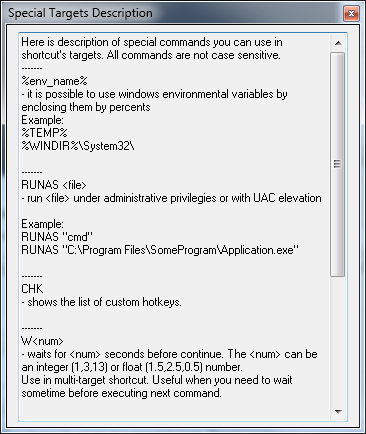 Special Targets Description
Here is description of special commands you can use in
shortcut's targets. All commands are not case sensitive.
-------
%env_name%
- it is possible to use windows environmental variables by
enclosing them by percents
Example:
%TEMP%
%WINDIR%\System32\
-------
RUNAS <file>
- run <file> under administrative privilegies or with UAC elevation
Example:
RUNAS "cmd"
RUNAS "C:\Program Files\SomeProgram\Application.exe"
-------
CHK
- shows the list of custom hotkeys.
-------
W<num>
- waits for <num> seconds before continue. The <num> can be
an integer (1,3,13) or float (1.5,2.5,0.5) number.
Use in multi-target shortcut. Useful when you need to wait
sometime before executing next command.